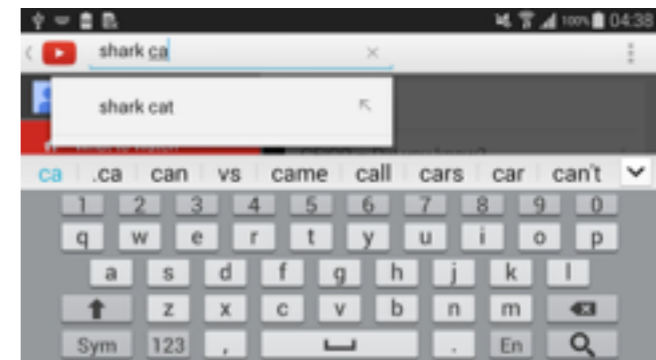 100% 04:38
shark ca
shark cat
ca .ca can vs came call cars car can't
1 2 3 4 5 6 7 8 9 0
q w e r t y u i o p
a s d f g h j k l
z x c v b n m
Sym 123 , . En